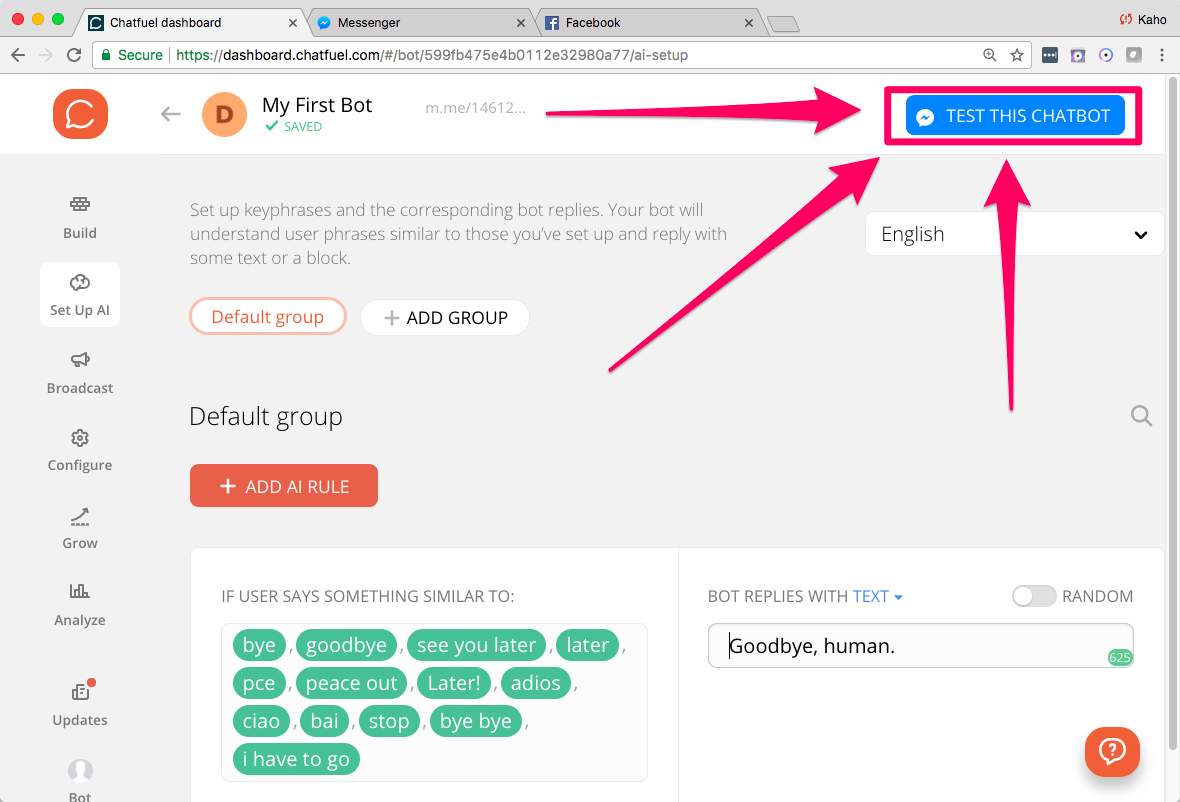 Chatfuel dashboard
Messenger
Facebook
Kaho
Secure https://dashboard.chatfuel.com/#/bot/599fb475e4b0112e32980a77/ai-setup
D
My First Bot
SAVED
m.me/14612...
TEST THIS CHATBOT
Build
Set Up AI
Broadcast
Configure
Grow
Analyze
Updates
Bot
Set up keyphrases and the corresponding bot replies. Your bot will
understand user phrases similar to those you’ve set up and reply with
some text or a block.
English
Default group
+ ADD GROUP
Default group
+ ADD AI RULE
IF USER SAYS SOMETHING SIMILAR TO:
bye , goodbye , see you later , later ,
pce , peace out , Later! , adios ,
ciao , bai , stop , bye bye ,
i have to go
BOT REPLIES WITH TEXT
RANDOM
Goodbye, human.
625